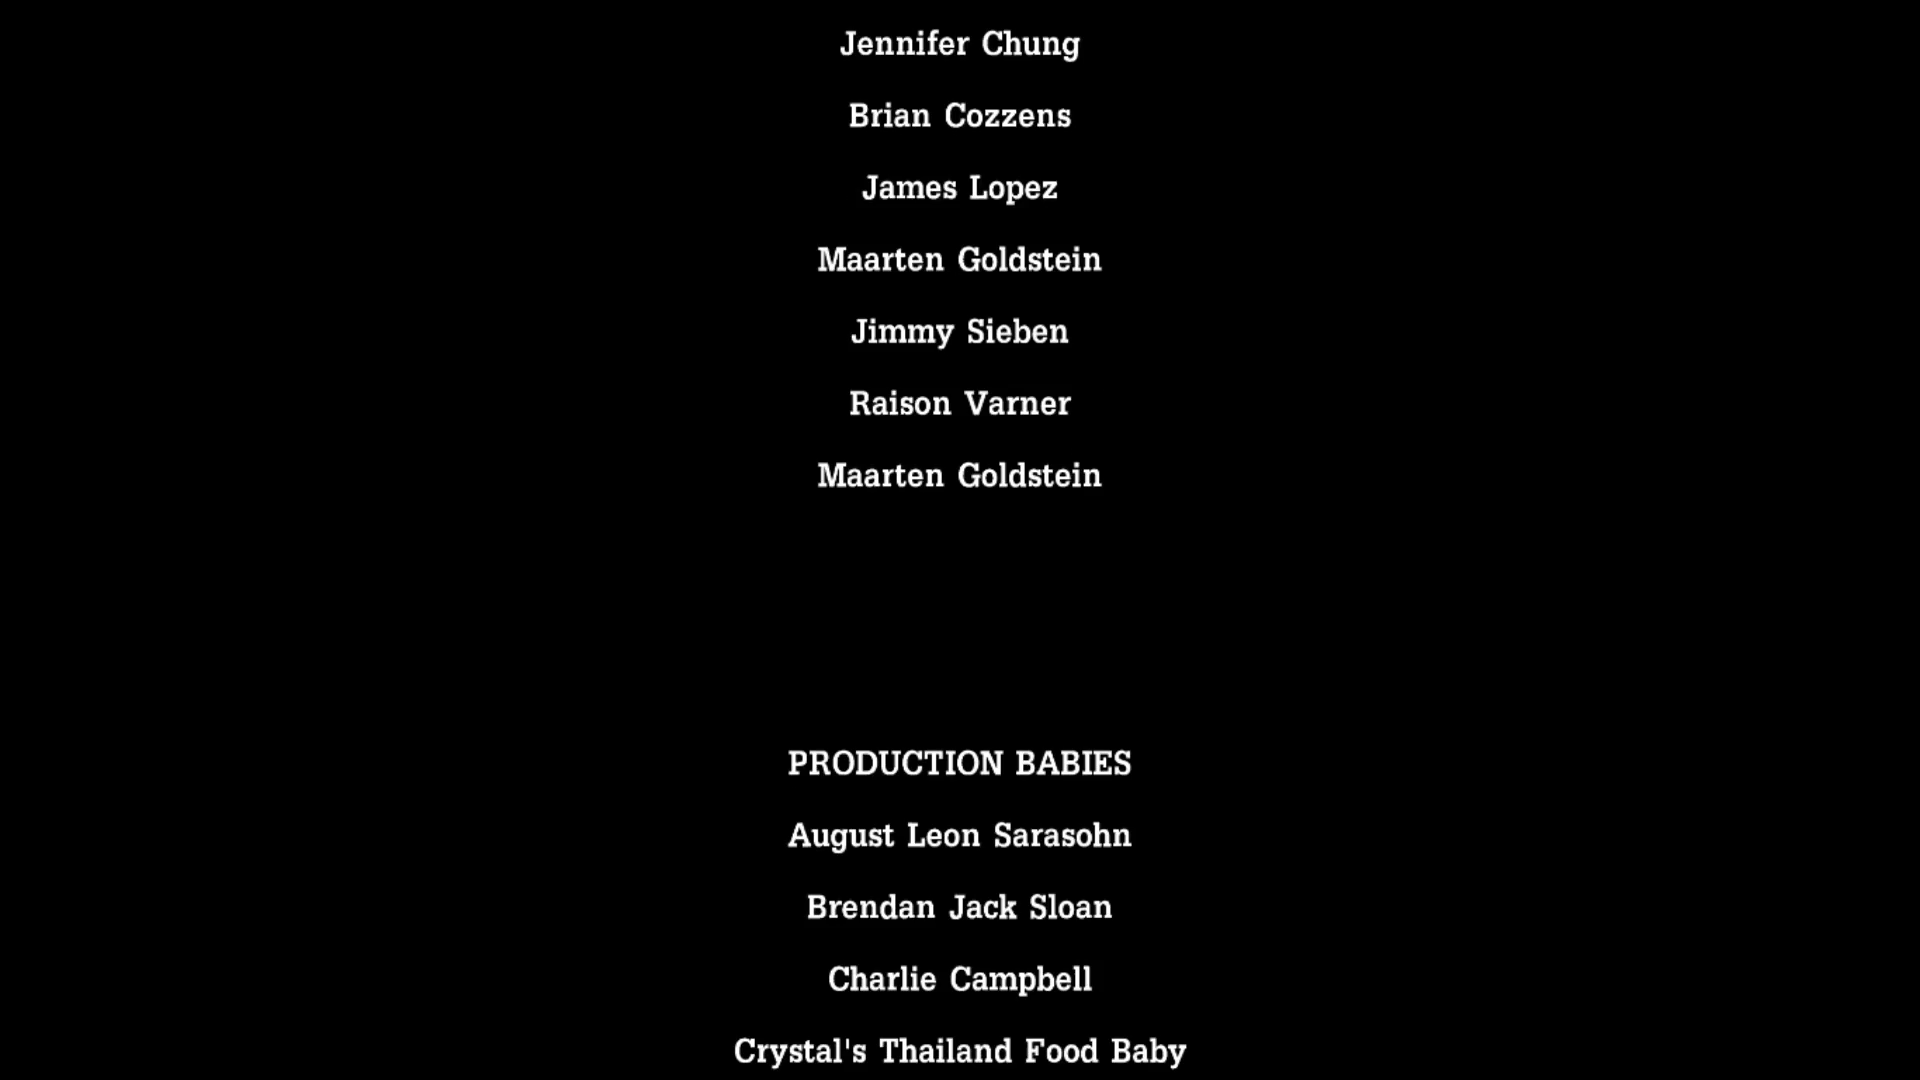 Jennifer Chung
Brian Cozzens
James Lopez
Maarten Goldstein
Jimmy Sieben
Raison Varner
Maarten Goldstein
PRODUCTION BABIES
August Leon Sarasohn
Brendan Jack Sloan
Charlie Campbell
Crystal's Thailand Food Baby